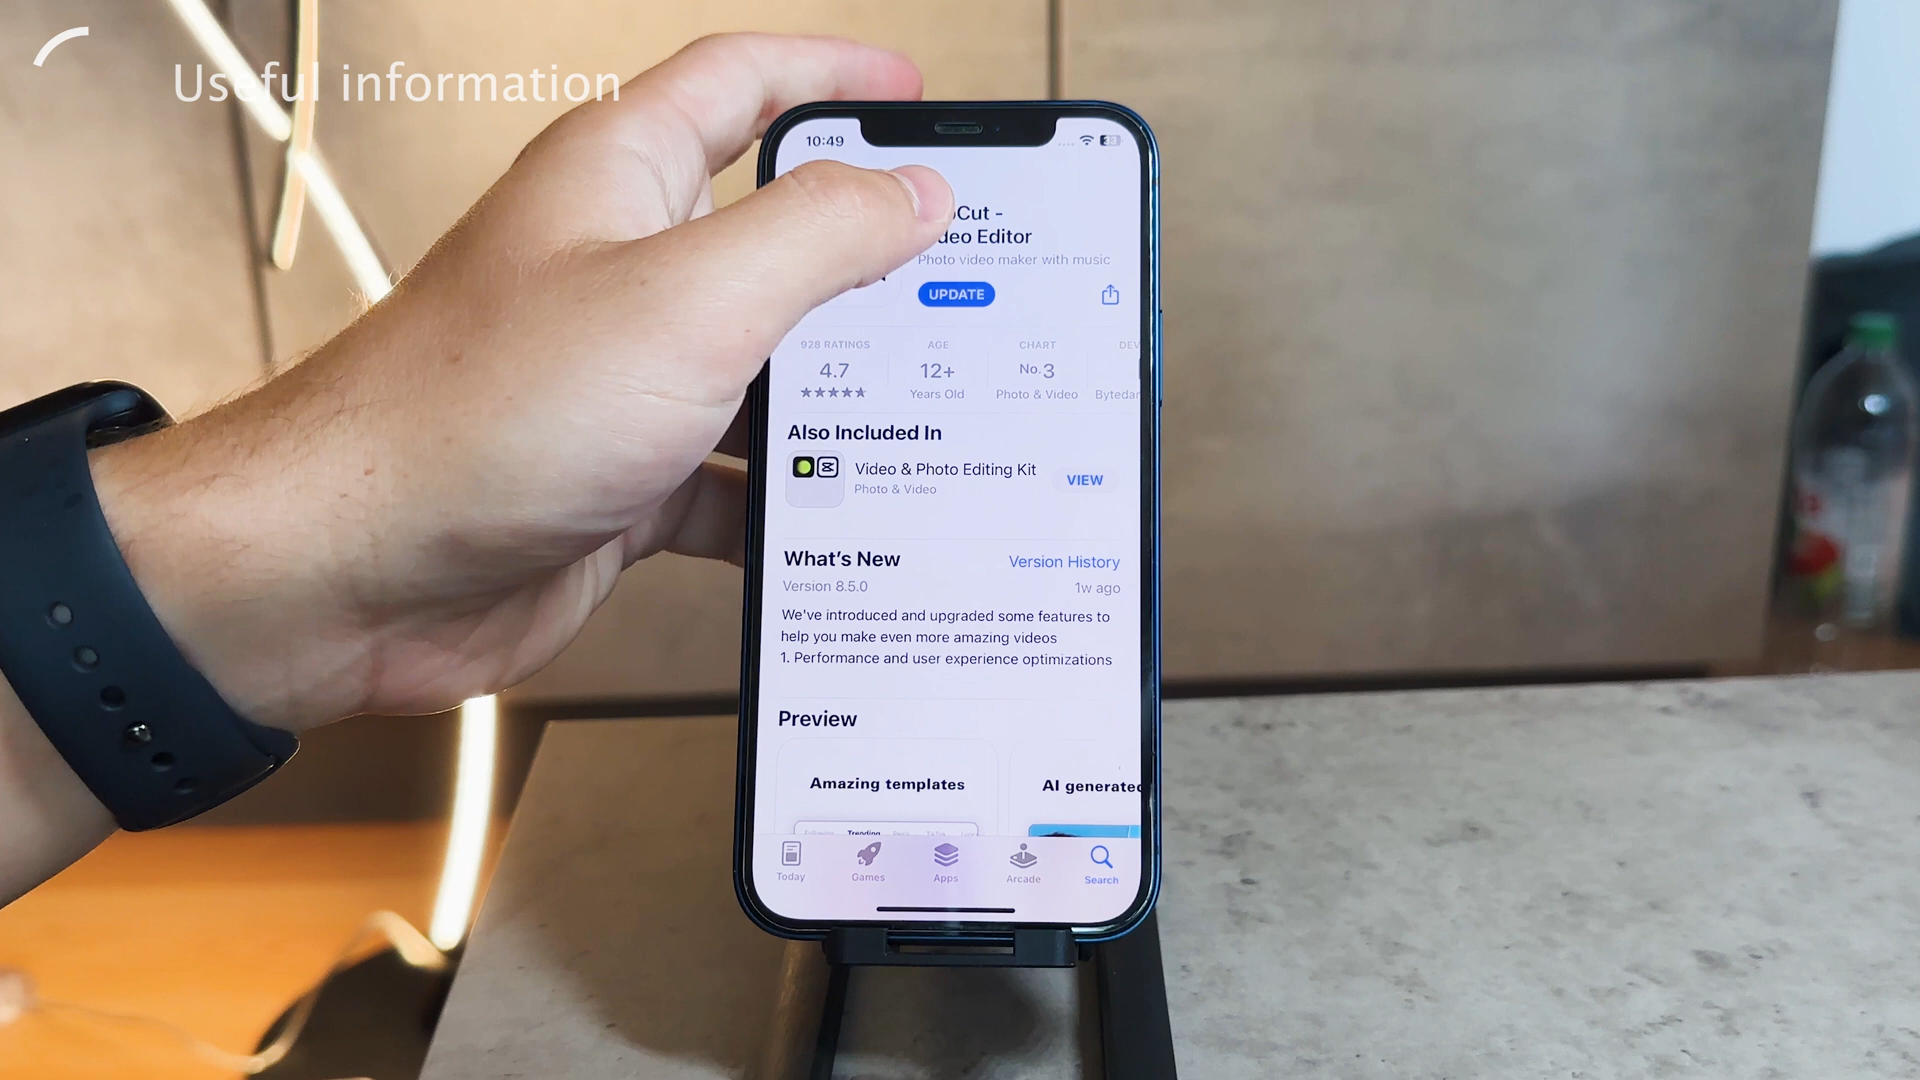 Useful information
10:49
Cut -
deo Editor
Photo video maker with music
UPDATE
928 RATINGS
4.7
AGE
12+
Years Old
CHART
No.3
Photo & Video
DEV
Bytedan
Also Included In
Video & Photo Editing Kit
Photo & Video
VIEW
What's New
Version History
Version 8.5.0
1w ago
We've introduced and upgraded some features to
help you make even more amazing videos
1. Performance and user experience optimizations
Preview
Amazing templates
AI generated
Trending
Today
Games
Apps
Arcade
Search